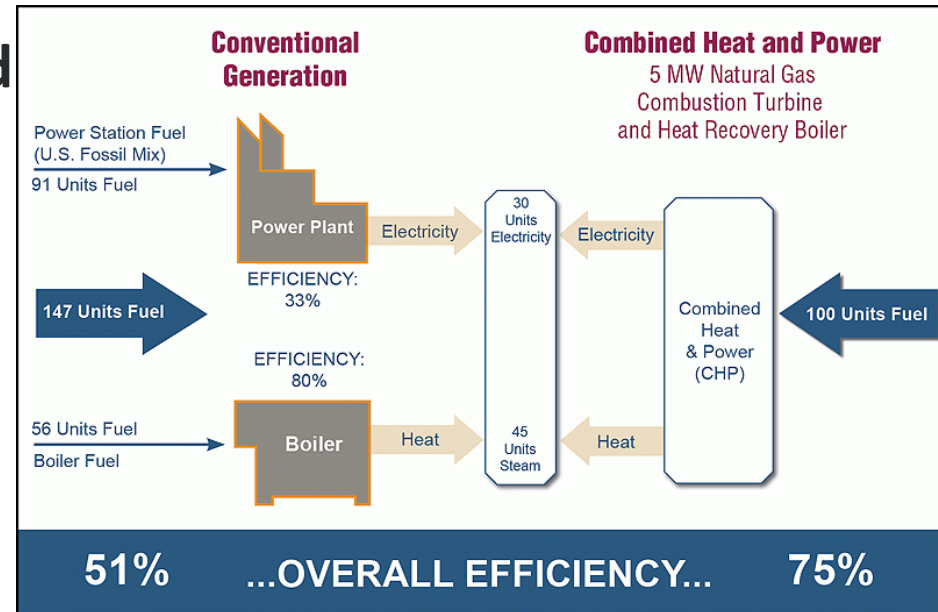 d
Conventional
Generation
Combined Heat and Power
5 MW Natural Gas
Combustion Turbine
and Heat Recovery Boiler
Power Station Fuel
(U.S. Fossil Mix)
91 Units Fuel
Power Plant
EFFICIENCY:
33%
Electricity
30
Units
Electricity
Electricity
147 Units Fuel
Combined
Heat
& Power
(CHP)
100 Units Fuel
EFFICIENCY:
80%
56 Units Fuel
Boiler Fuel
Boiler
Heat
45
Units
Steam
Heat
51% ...OVERALL EFFICIENCY... 75%